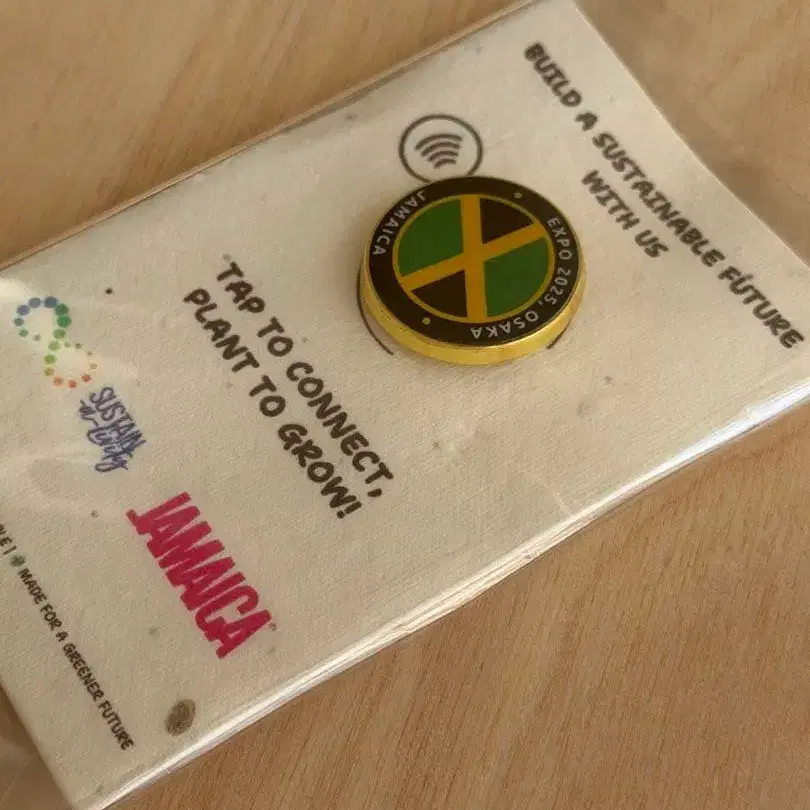 BUILD A SUSTAINABLE FUTURE
WITH US
JAMAICA
EXPO 2025, OSAKA
TAP TO CONNECT,
PLANT TO GROW!
SUSTAIN
JAMAICA
MADE FOR A GREENER FUTURE